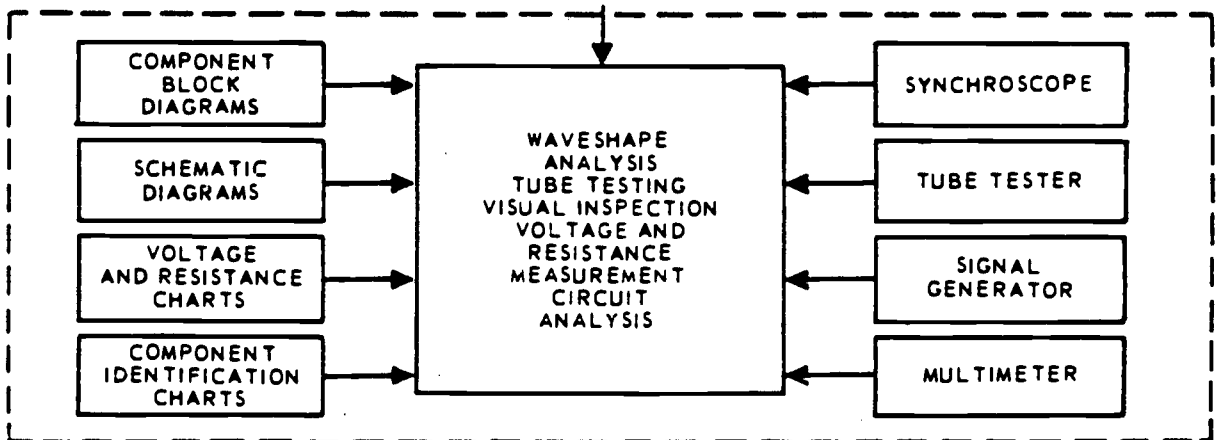 COMPONENT
BLOCK
DIAGRAMS
SCHEMATIC
DIAGRAMS
VOLTAGE
AND RESISTANCE
CHARTS
COMPONENT
IDENTIFICATION
CHARTS
WAVESHAPE
ANALYSIS
TUBE TESTING
VISUAL INSPECTION
VOLTAGE AND
RESISTANCE
MEASUREMENT
CIRCUIT
ANALYSIS
SYNCHROSCOPE
TUBE TESTER
SIGNAL
GENERATOR
MULTIMETER